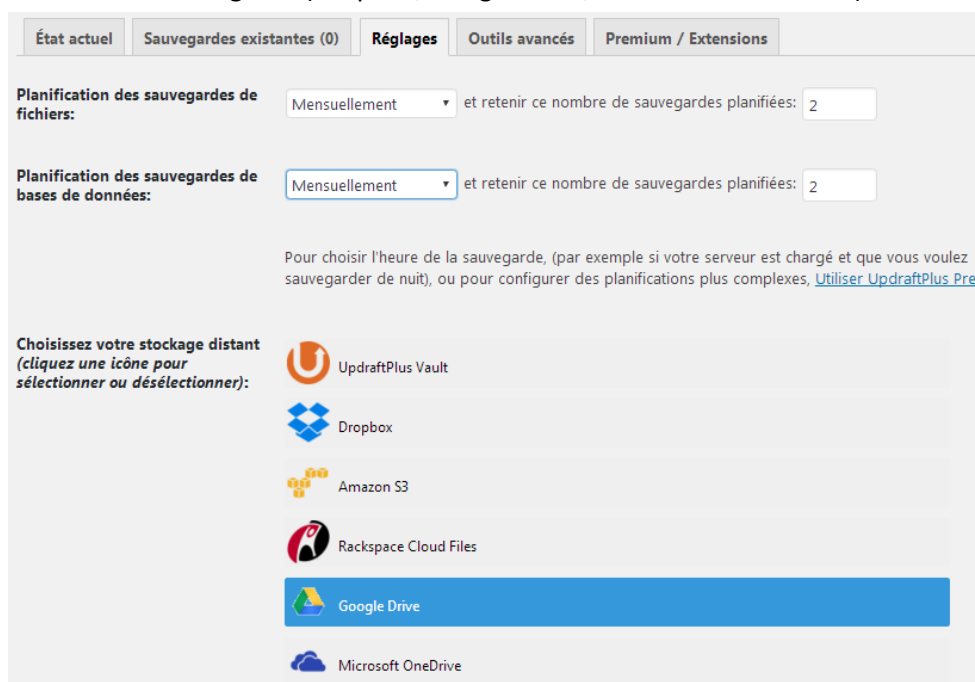 État actuel
Sauvegardes existantes (0)
Réglages
Outils avancés
Premium / Extensions
Planification des sauvegardes de
fichiers:
Mensuellement et retenir ce nombre de sauvegardes planifiées: 2
Planification des sauvegardes de
bases de données:
Mensuellement et retenir ce nombre de sauvegardes planifiées: 2
Pour choisir l'heure de la sauvegarde, (par exemple si votre serveur est chargé et que vous voulez
sauvegarder de nuit), ou pour configurer des planifications plus complexes, Utiliser UpdraftPlus Pre
Choisissez votre stockage distant
(cliquez une icône pour
sélectionner ou désélectionner):
UpdraftPlus Vault
Dropbox
Amazon S3
Rackspace Cloud Files
Google Drive
Microsoft OneDrive